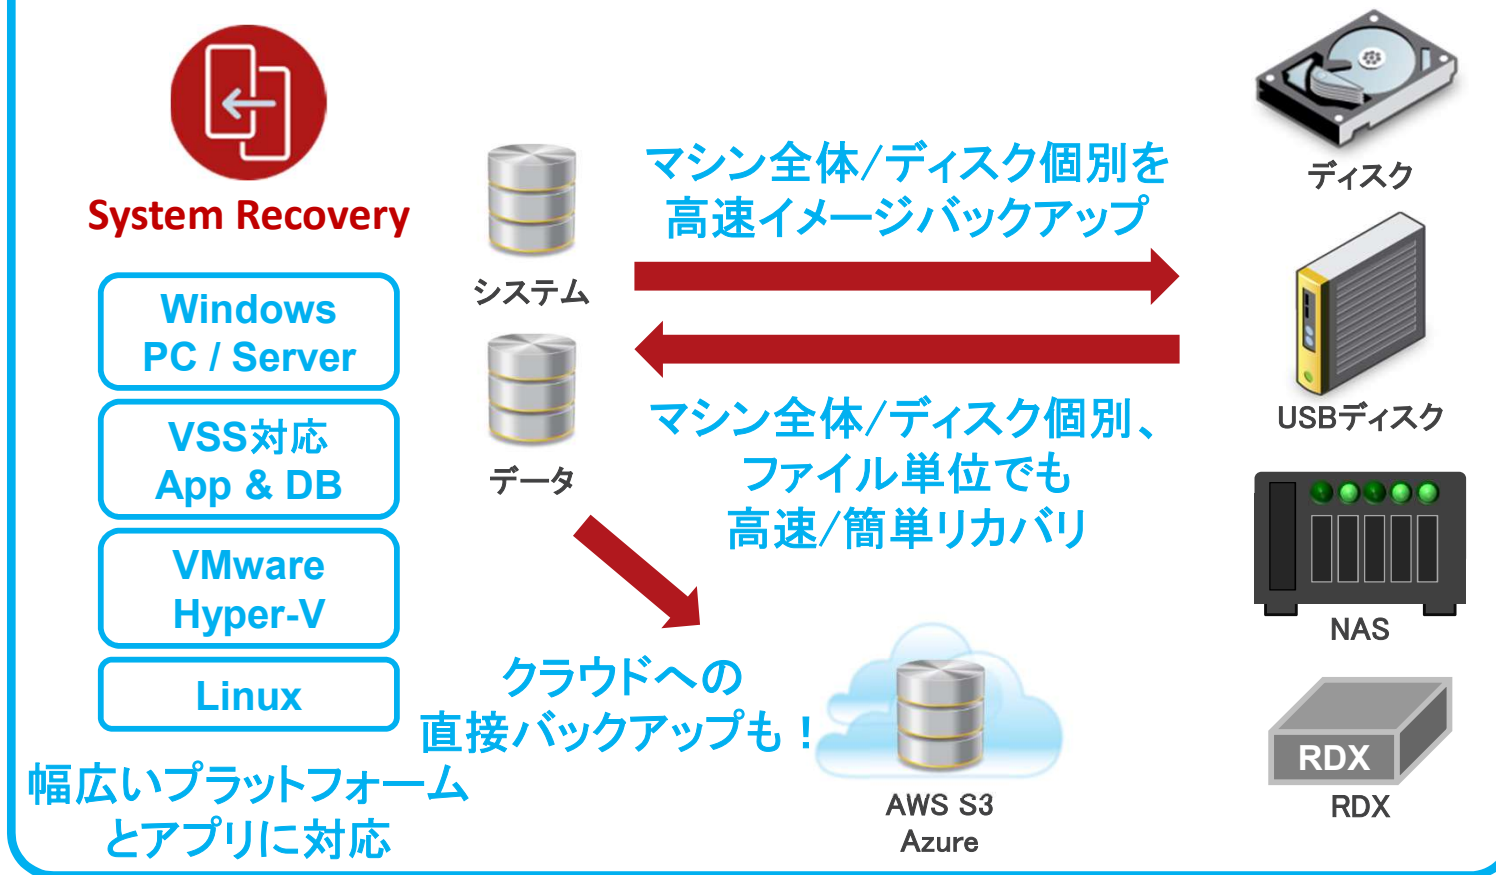 System Recovery
Windows
PC / Server
VSS対応
App & DB
VMware
Hyper-V
Linux
幅広いプラットフォーム
とアプリに対応
システム
データ
マシン全体/ディスク個別を
高速イメージバックアップ
マシン全体/ディスク個別、
ファイル単位でも
高速/簡単リカバリ
クラウドへの
直接バックアップも！
AWS S3
Azure
ディスク
USBディスク
NAS
RDX
RDX